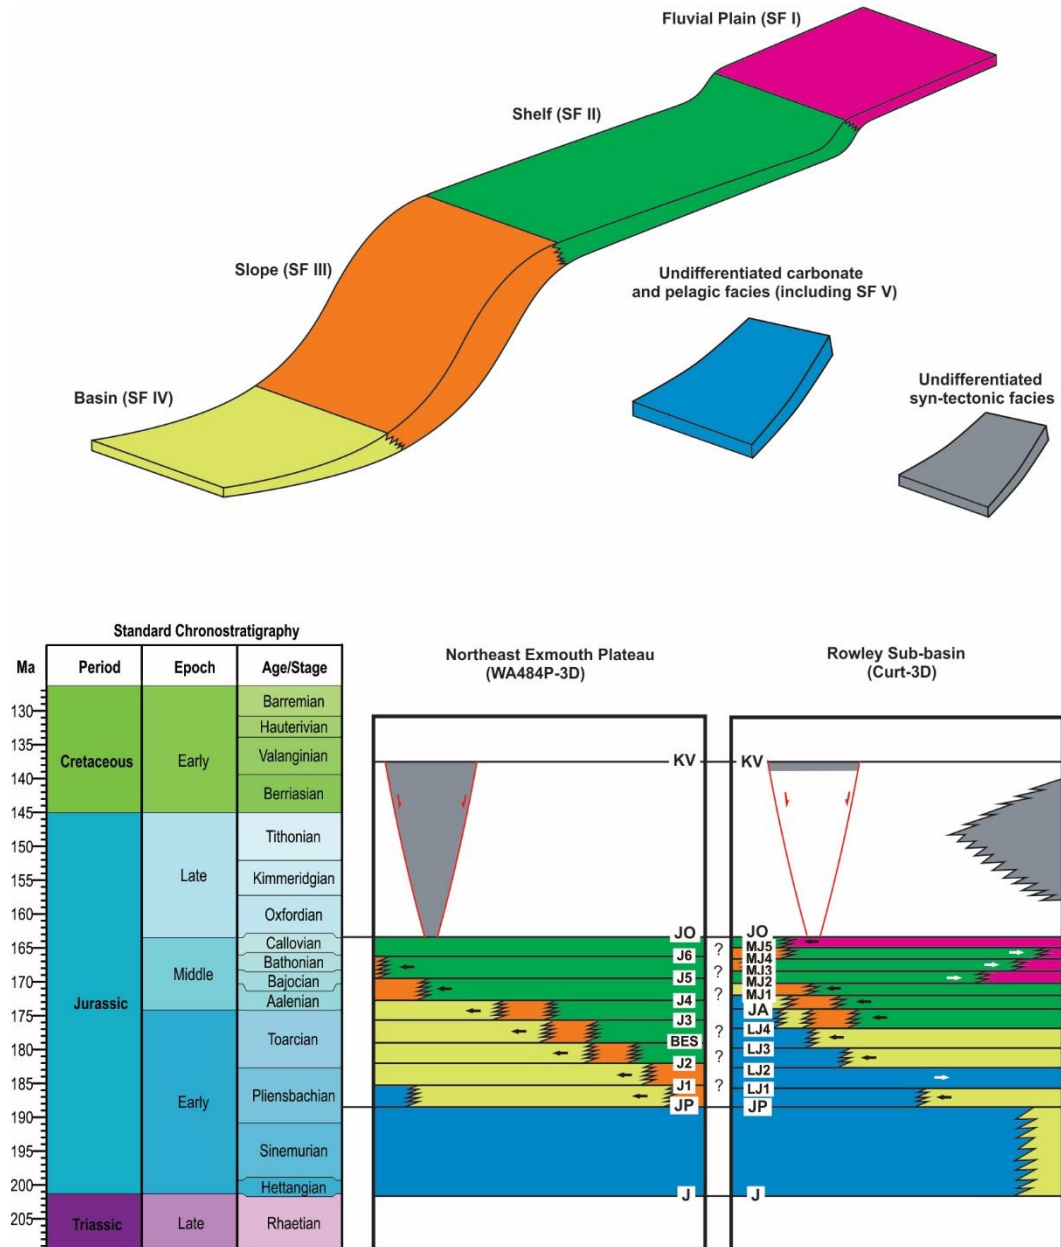 Fluvial Plain (SF I)
Shelf (SF II)
Slope (SF III)
Undifferentiated carbonate
and pelagic facies (including SF V)
Basin (SF IV)
Undifferentiated
syn-tectonic facies
Standard Chronostratigraphy
Ma
Period
Epoch
Age/Stage
130
135
140
145
150
155
160
165
170
175
180
185
190
195
200
205
Cretaceous
Jurassic
Triassic
Early
Late
Middle
Early
Late
Barremian
Hauterivian
Valanginian
Berriasian
Tithonian
Kimmeridgian
Oxfordian
Callovian
Bathonian
Bajocian
Aalenian
Toarcian
Pliensbachian
Sinemurian
Hettangian
Rhaetian
Northeast Exmouth Plateau
(WA484P-3D)
KV
JO
J6
J5
J4
J3
BES
J2
J1
JP
J
?
?
?
?
?
Rowley Sub-basin
(Curt-3D)
KV
JO
MJ5
MJ4
MJ3
MJ2
MJ1
JA
LJ4
LJ3
LJ2
LJ1
JP
J